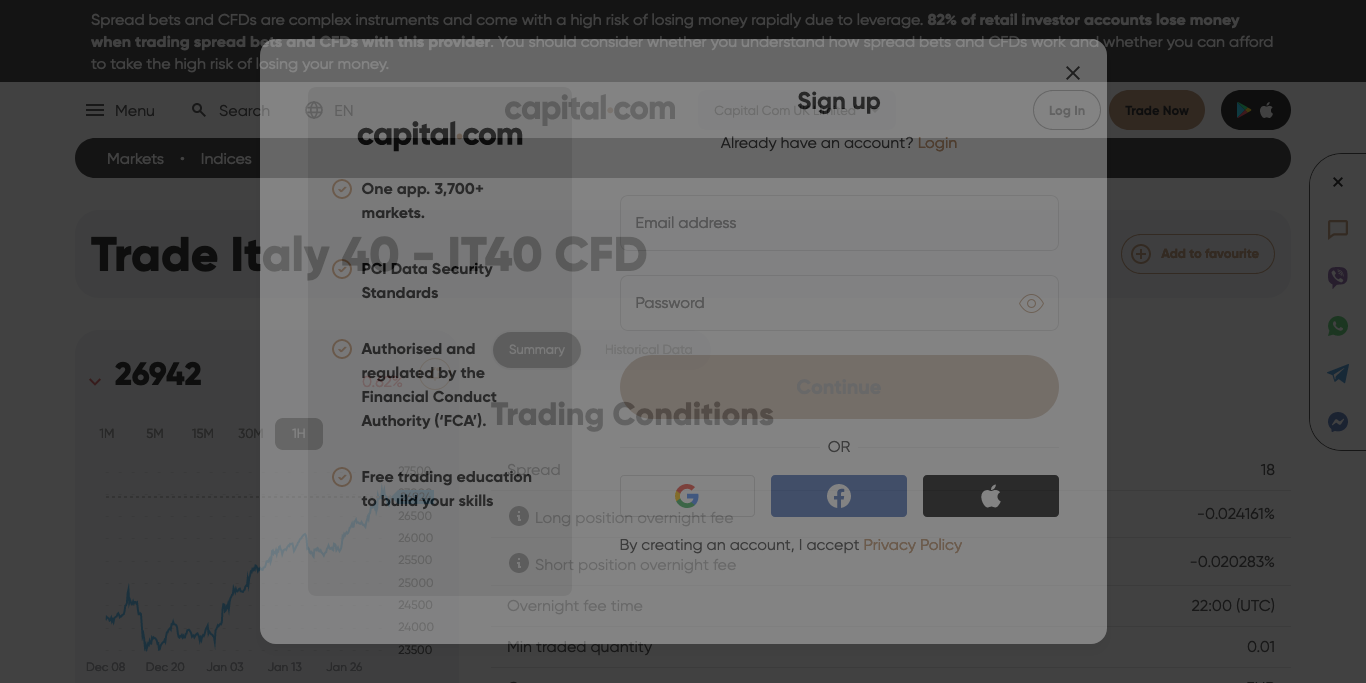 Spread bets and CFDs are complex instruments and come with a high risk of losing money rapidly due to leverage. 82% of retail investor accounts lose money
when trading spread bets and CFDs with this provider. You should consider whether you understand how spread bets and CFDs work and whether you can afford
to take the high risk of losing your money.
Menu
Search
EN
capital.com
Capital Com UK Limited
Log In
Trade Now
Markets • Indices
Trade Italy 40 - IT40 CFD
Add to favourite
26942
0.62%
1M 5M 15M 30M 1H
27500
26500
26000
25500
25000
24500
24000
23500
Dec 08 Dec 20 Jan 03 Jan 13 Jan 26
Summary
Historical Data
Trading Conditions
Spread 18
Long position overnight fee -0.024161%
Short position overnight fee -0.020283%
Overnight fee time 22:00 (UTC)
Min traded quantity 0.01
capital.com
One app. 3,700+
markets.
PCI Data Security
Standards
Authorised and
regulated by the
Financial Conduct
Authority (‘FCA’).
Free trading education
to build your skills
Sign up
Already have an account? Login
Email address
Password
Continue
OR
By creating an account, I accept Privacy Policy